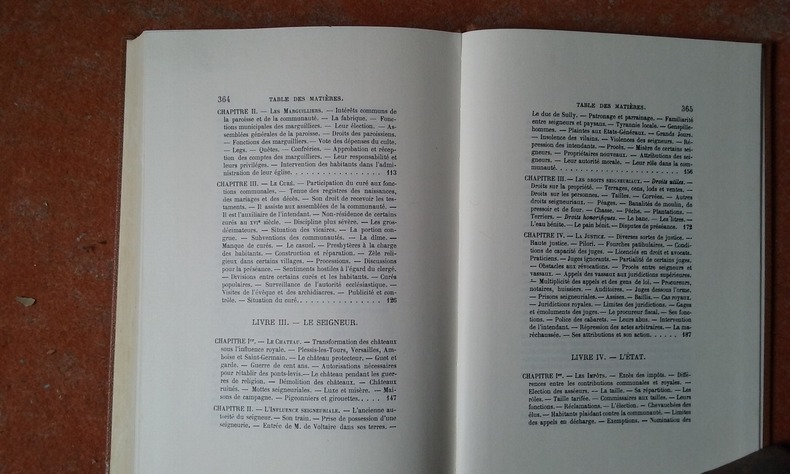 364 TABLE DES MATIÈRES.
CHAPITRE II. — LES MARGUILLIERS. — Intérêts communs de
la paroisse et de la communauté. — La fabrique. — Fonc-
tions municipales des marguilliers. — Leur élection. — As-
semblées générales de la paroisse. — Droits des paroissiens.
— Fonctions des marguilliers. — Vote des dépenses du culte.
— Legs. — Quêtes. — Confréries. — Approbation et récep-
tion des comptes des marguilliers. — Leur responsabilité et
leurs privilèges. — Intervention des habitants dans l'admi-
nistration de leur église. . . . . . . . . . . . . . . . . 113
CHAPITRE III. — LE CURÉ. — Participation du curé aux fonc-
tions communales. — Tenue des registres des naissances,
des mariages et des décès. — Son droit de recevoir les tes-
taments. — Il assiste aux assemblées de la communauté. —
Il est l'auxiliaire de l'intendant. — Non-résidence de certains
curés au XVIe siècle. — Discipline plus sévère. — Les gros-
décimateurs. — Situation des vicaires. — La portion con-
grue. — Subventions des communautés. — La dîme. —
Manque de curés. — Le casuel. — Presbytères à la charge
des habitants. — Construction et réparation. — Zèle reli-
gieux dans certains villages. — Processions. — Discussions
pour la préséance. — Sentiments hostiles à l'égard du clergé.
— Divisions entre certains curés et les habitants. — Curés
populaires. — Surveillance de l'autorité ecclésiastique. —
Visites de l'évêque et des archidiacres. — Publicité et con-
trôle. — Situation du curé. . . . . . . . . . . . . . . . 126
LIVRE III. — LE SEIGNEUR.
CHAPITRE Ier. — LE CHATEAU. — Transformation des châteaux
sous l'influence royale. — Plessis-les-Tours, Versailles, Am-
boise et Saint-Germain. — Le château protecteur. — Guet et
garde. — Guerre de cent ans. — Autorisations nécessaires
pour rétablir des ponts-levis. — Le château pendant les guer-
res de religion. — Démolition des châteaux. — Châteaux
ruinés. — Mottes seigneuriales. — Luxe et misère. — Mai-
sons de campagne. — Pigeonniers et girouettes. . . . . 147
CHAPITRE II. — L'INFLUENCE SEIGNEURIALE. — L'ancienne au-
torité du seigneur. — Son train. — Prise de possession d'une
seigneurie. — Entrée de M. de Voltaire dans ses terres. —
TABLE DES MATIÈRES. 365
Le duc de Sully. — Patronage et parrainage. — Familiarité
entre seigneurs et paysans. — Tyrannie locale. — Genspille-
hommes. — Plaintes aux Etats-Généraux. — Grands Jours.
— Insolence des vilains. — Violences des seigneurs. — Ré-
pression des intendants. — Procès. — Misère de certains sei-
gneurs. — Propriétaires nouveaux. — Attributions des sei-
gneurs. — Leur autorité morale. — Leur rôle dans la com-
munauté. . . . . . . . . . . . . . . . . . . . . . . . 156
CHAPITRE III. — LES DROITS SEIGNEURIAUX. — Droits utiles. —
Droits sur la propriété. — Terrages, cens, lods et ventes. —
Droits sur les personnes. — Tailles. — Corvées. — Autres
droits seigneuriaux. — Péages. — Banalités de moulin, de
pressoir et de four. — Chasse. — Pêche. — Plantations. —
Terriers. — Droits honorifiques. — Le banc. — Les litres. —
L'eau bénite. — Le pain bénit. — Disputes de préséance. 172
CHAPITRE IV. — LA JUSTICE. — Diverses sortes de justice. —
Haute justice. — Pilori. — Fourches patibulaires. — Condi-
tions de capacité des juges. — Licenciés en droit et avocats.
Praticiens. — Juges ignorants. — Partialité de certains juges.
— Obstacles aux révocations. — Procès entre seigneurs et
vassaux. — Appels des vassaux aux juridictions supérieures.
— Multiplicité des appels et des gens de loi. — Procureurs,
notaires, huissiers. — Auditoires. — Juges dessous l'orme.
— Prisons seigneuriales. — Assises. — Baillis. — Cas royaux.
— Juridictions royales. — Limites des juridictions. — Gages
et émoluments des juges. — Le procureur fiscal. — Ses fonc-
tions. — Police des cabarets. — Leurs abus. — Intervention
de l'intendant. — Répression des actes arbitraires. — La ma-
réchaussée. — Ses attributions et son action. . . . . . 187
LIVRE IV. — L'ÉTAT.
CHAPITRE Ier. — LES IMPÔTS. — Excès des impôts. — Diffé-
rences entre les contributions communales et royales. —
Election des asséeurs. — La taille. — Sa répartition. — Les
rôles. — Taille tarifée. — Commissaires aux tailles. — Leurs
fonctions. — Réclamations. — L'élection. — Chevauchées des
élus. — Habitants plaidant contre la communauté. — Limites
des appels en décharge. — Exemptions. — Nomination des